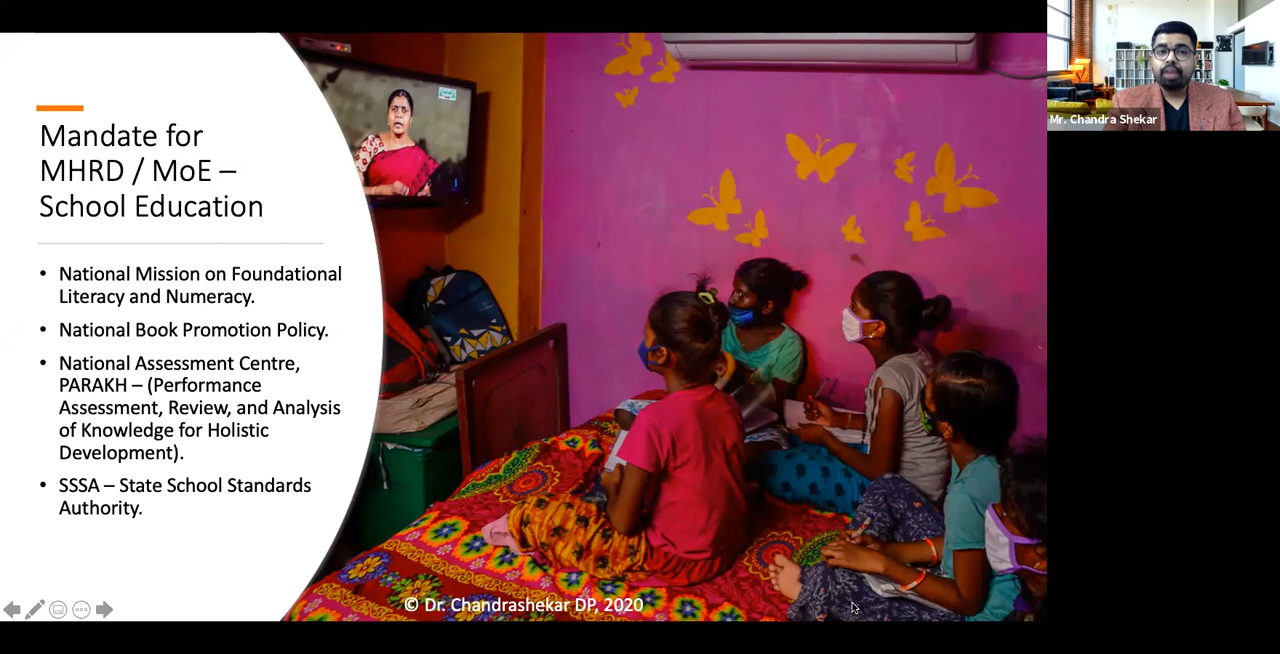 Mandate for
MHRD / MoE –
School Education
• National Mission on Foundational
Literacy and Numeracy.
• National Book Promotion Policy.
• National Assessment Centre,
PARAKH – (Performance
Assessment, Review, and Analysis
of Knowledge for Holistic
Development).
• SSSA – State School Standards
Authority.
© Dr. Chandrashekar DP, 2020
Mr. Chandra Shekar